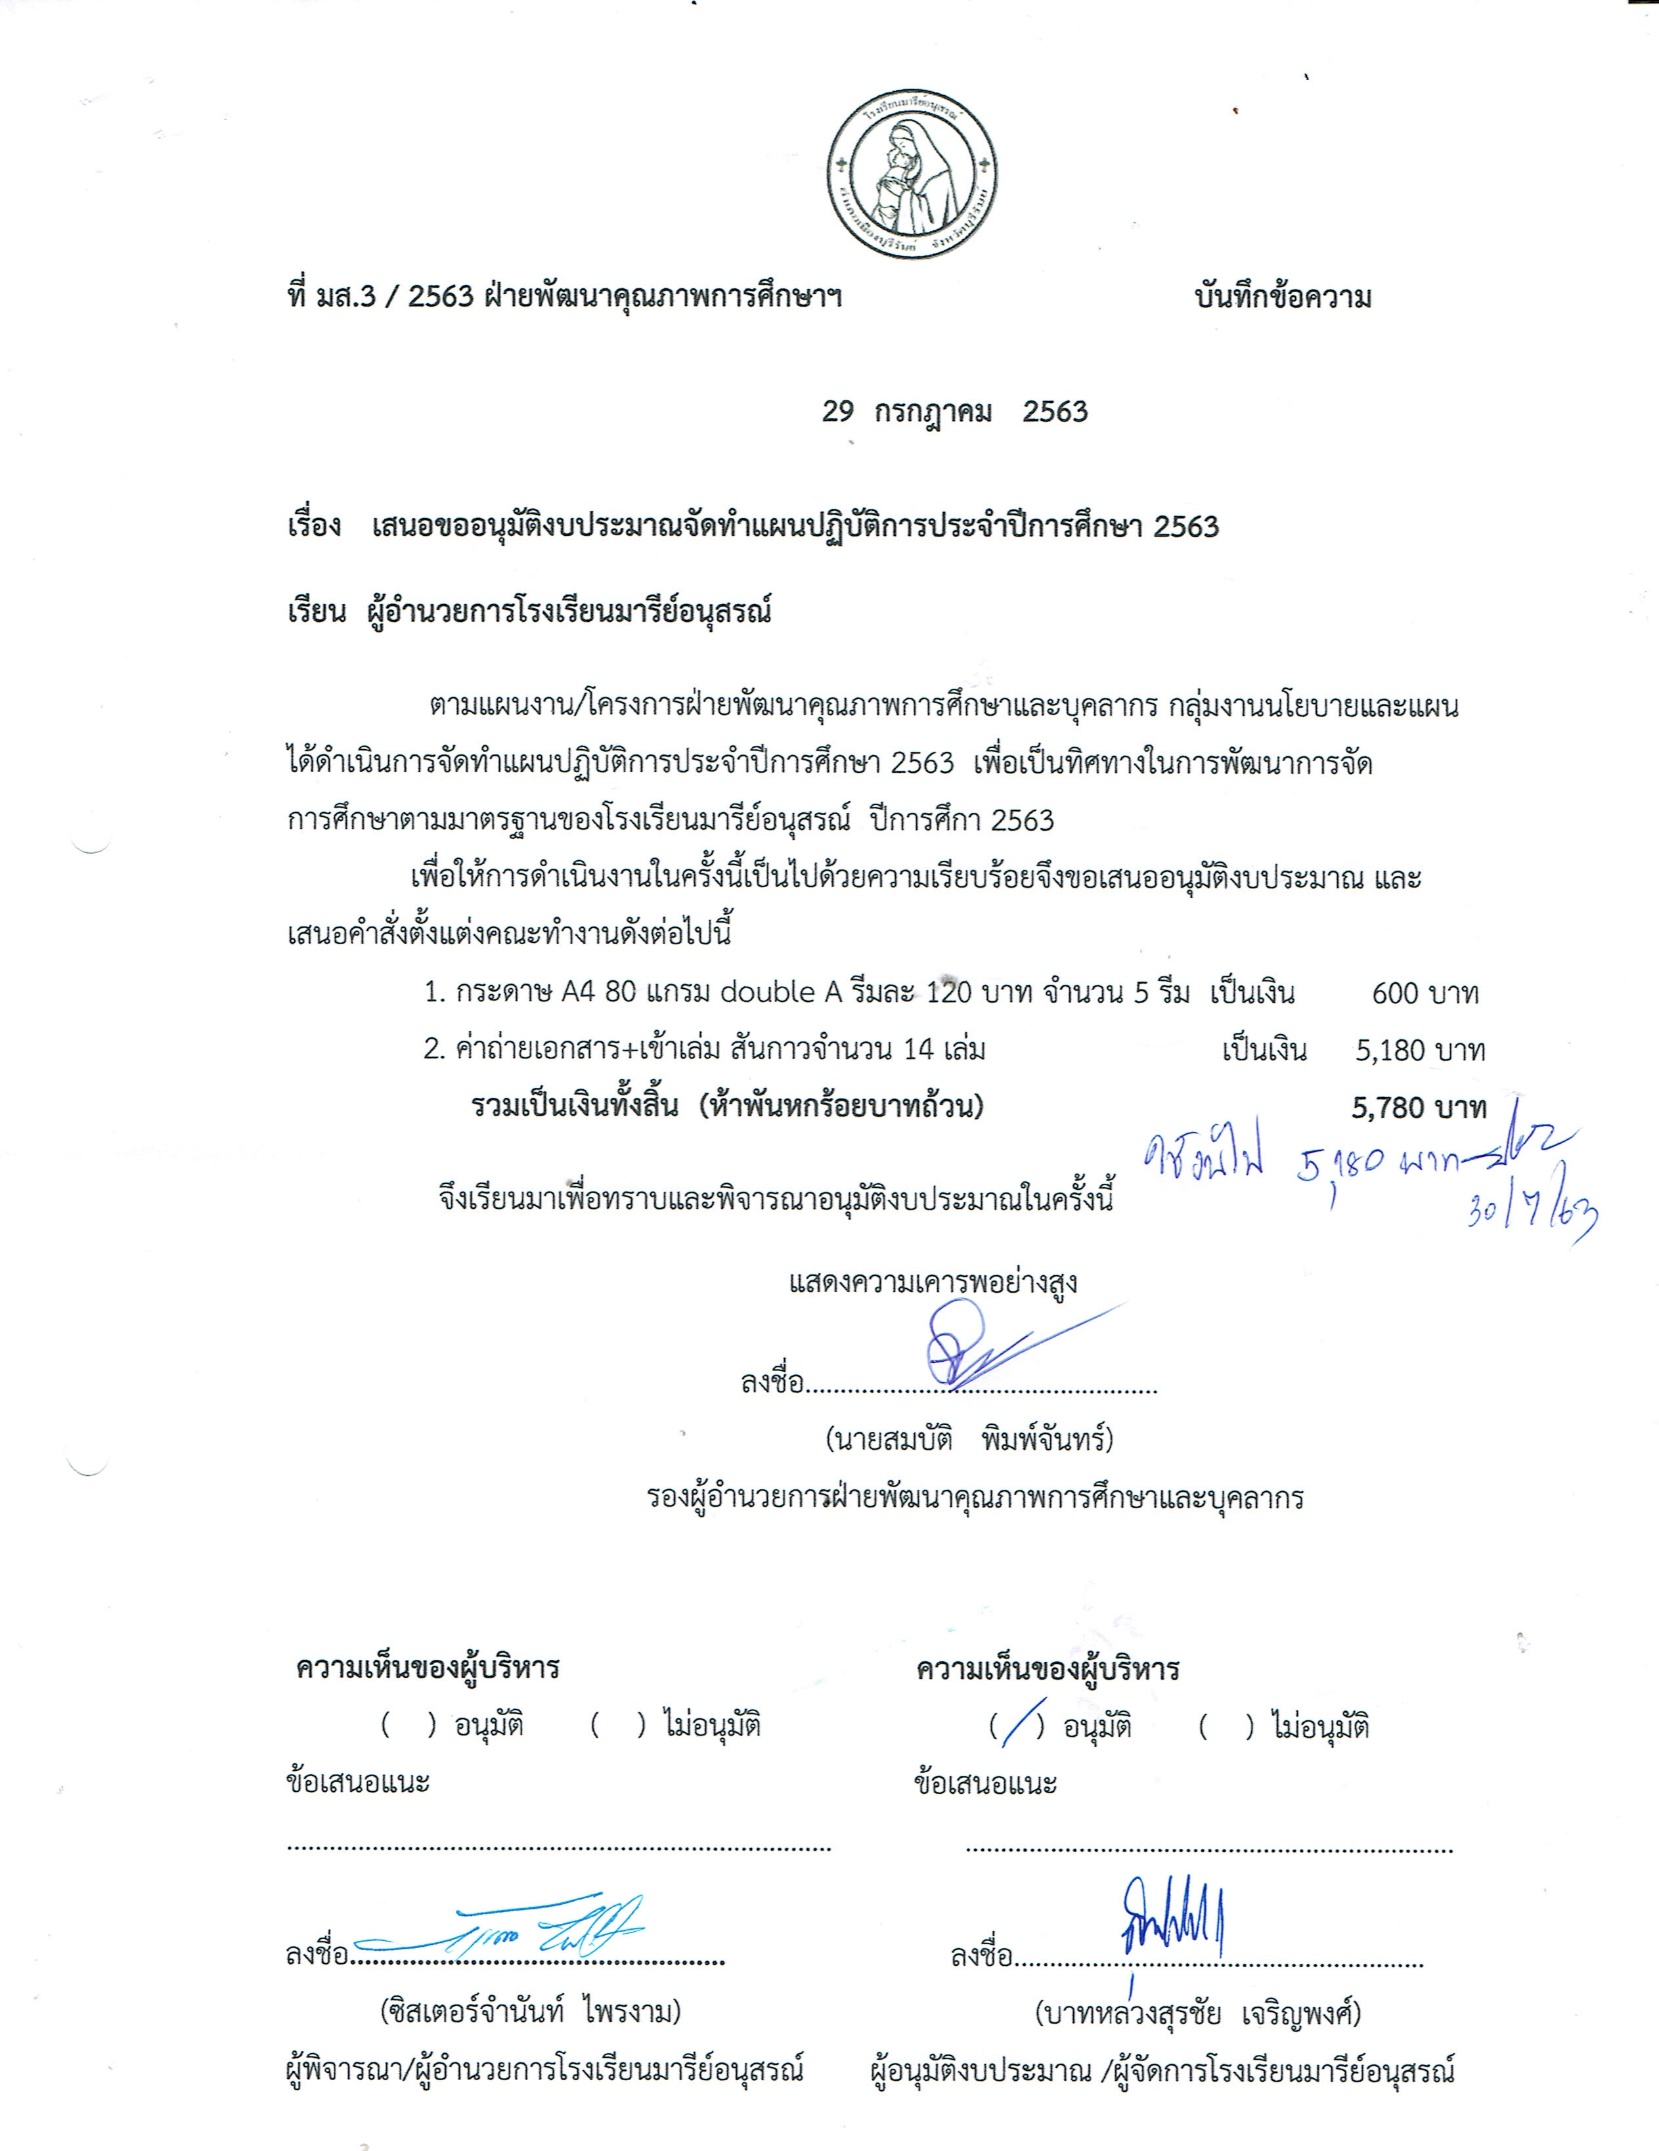 โรงเรียนมารีย์อนุสรณ์
อำเภอเมืองบุรีรัมย์ จังหวัดบุรีรัมย์
ที่ มส.3 / 2563 ฝ่ายพัฒนาคุณภาพการศึกษาฯ บันทึกข้อความ
29 กรกฎาคม 2563
เรื่อง เสนอขออนุมัติงบประมาณจัดทำแผนปฏิบัติการประจำปีการศึกษา 2563
เรียน ผู้อำนวยการโรงเรียนมารีย์อนุสรณ์
ตามแผนงาน/โครงการฝ่ายพัฒนาคุณภาพการศึกษาและบุคลากร กลุ่มงานนโยบายและแผน
ได้ดำเนินการจัดทำแผนปฏิบัติการประจำปีการศึกษา 2563 เพื่อเป็นทิศทางในการพัฒนาการจัด
การศึกษาตามมาตรฐานของโรงเรียนมารีย์อนุสรณ์ ปีการศึกา 2563
เพื่อให้การดำเนินงานในครั้งนี้เป็นไปด้วยความเรียบร้อยจึงขอเสนออนุมัติงบประมาณ และ
เสนอคำสั่งตั้งแต่งคณะทำงานดังต่อไปนี้
1. กระดาษ A4 80 แกรม double A รีมละ 120 บาท จำนวน 5 รีม เป็นเงิน 600 บาท
2. ค่าถ่ายเอกสาร+เข้าเล่ม สันกาวจำนวน 14 เล่ม เป็นเงิน 5,180 บาท
รวมเป็นเงินทั้งสิ้น (ห้าพันหกร้อยบาทถ้วน) 5,780 บาท
5,180 บาท
30/7/63
จึงเรียนมาเพื่อทราบและพิจารณาอนุมัติงบประมาณในครั้งนี้
แสดงความเคารพอย่างสูง
ลงชื่อ..................................................
(นายสมบัติ พิมพ์จันทร์)
รองผู้อำนวยการฝ่ายพัฒนาคุณภาพการศึกษาและบุคลากร
ความเห็นของผู้บริหาร ความเห็นของผู้บริหาร
( ) อนุมัติ ( ) ไม่อนุมัติ (/) อนุมัติ ( ) ไม่อนุมัติ
ข้อเสนอแนะ ข้อเสนอแนะ
ลงชื่อ.................................................. ลงชื่อ..................................................
(ซิสเตอร์จำนันท์ ไพรงาม) (บาทหลวงสุรชัย เจริญพงศ์)
ผู้พิจารณา/ผู้อำนวยการโรงเรียนมารีย์อนุสรณ์ ผู้อนุมัติงบประมาณ /ผู้จัดการโรงเรียนมารีย์อนุสรณ์